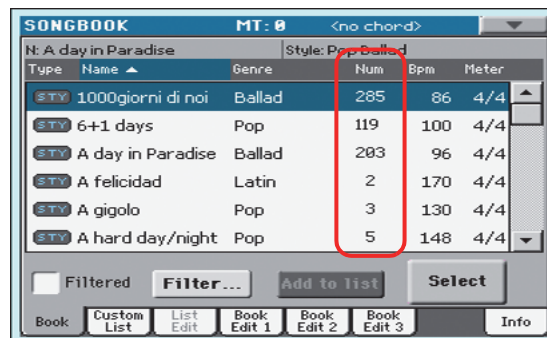 SONGBOOK MT: 0 <no chord>
N: A day in Paradise Style: Pop Ballad
Type Name Genre Num Bpm Meter
STY 1000giorni di noi Ballad 285 86 4/4
STY 6+1 days Pop 119 100 4/4
STY A day in Paradise Ballad 203 96 4/4
STY A felicidad Latin 2 170 4/4
STY A gigolo Pop 3 130 4/4
STY A hard day/night Pop 5 148 4/4
Filtered Filter... Add to list Select
Book Custom List List Edit Book Edit 1 Book Edit 2 Book Edit 3 Info